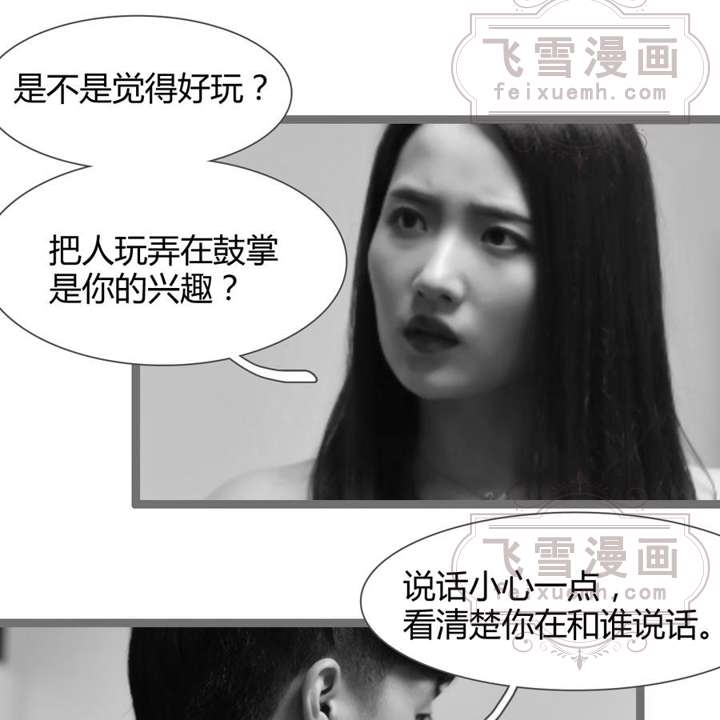 飞雪漫画
feixuemh.com
是不是觉得好玩？
把人玩弄在鼓掌
是你的兴趣？
飞雪漫画
feixuemh.com
说话小心一点，
看清楚你在和谁说话。